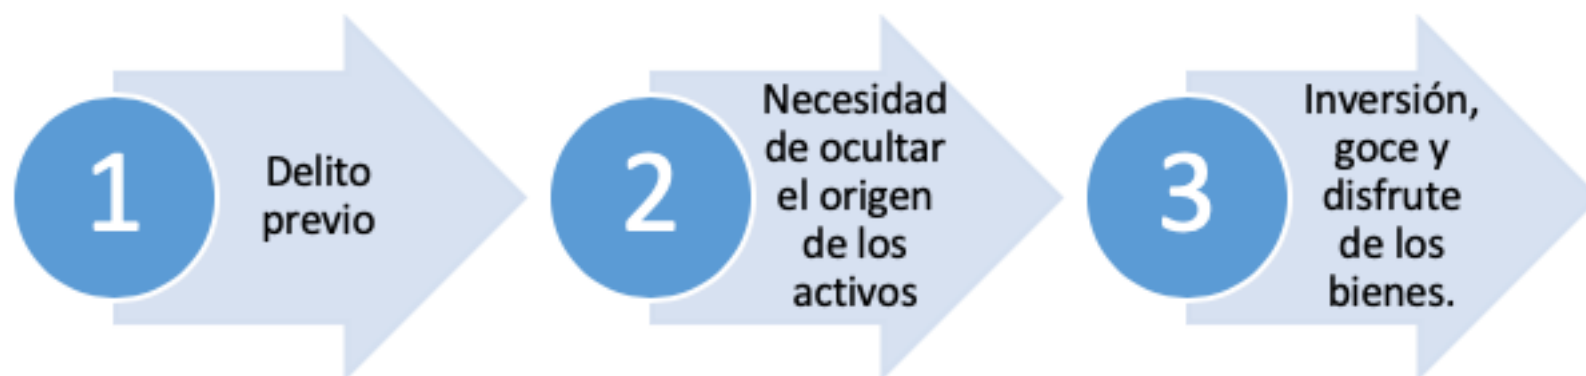 1
Delito
previo
2
Necesidad
de ocultar
el origen
de los
activos
3
Inversión,
goce y
disfrute
de los
bienes.